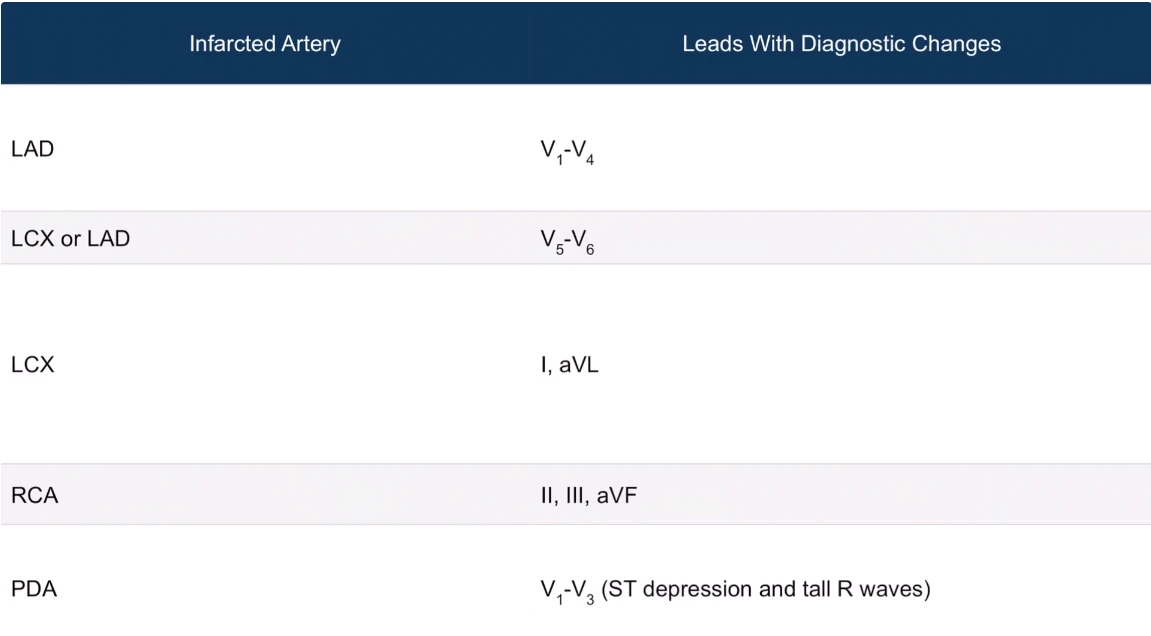 Infarcted Artery Leads With Diagnostic Changes
LAD V₁-V₄
LCX or LAD V₅-V₆
LCX I, aVL
RCA II, III, aVF
PDA V₁-V₃ (ST depression and tall R waves)